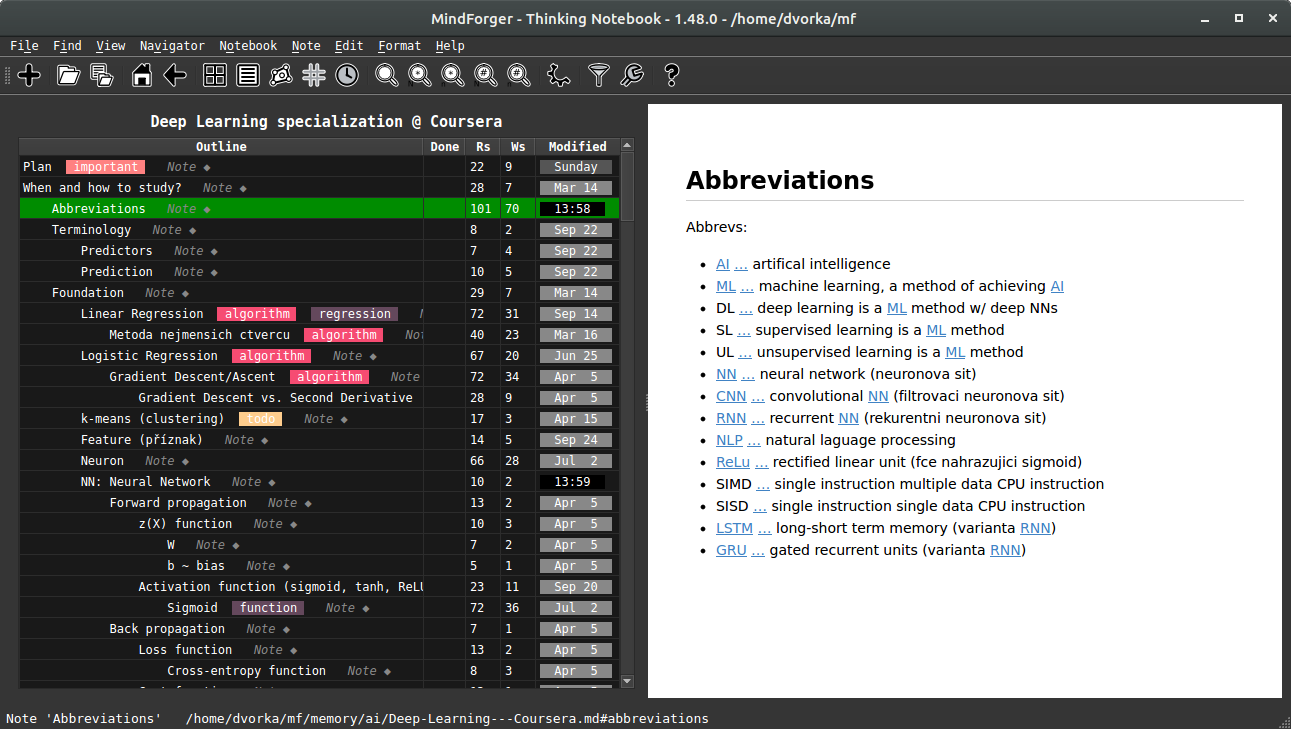 MindForger - Thinking Notebook - 1.48.0 - /home/dvorka/mf
File Find View Navigator Notebook Note Edit Format Help
Deep Learning specialization @ Coursera
Outline Done Rs Ws Modified
Plan important Note ◆ 22 9 Sunday
When and how to study? Note ◆ 28 7 Mar 14
Abbreviations Note ◆ 101 70 13:58
Terminology Note ◆ 8 2 Sep 22
Predictors Note ◆ 7 4 Sep 22
Prediction Note ◆ 10 5 Sep 22
Foundation Note ◆ 29 7 Mar 14
Linear Regression algorithm regression 72 31 Sep 14
Metoda nejmensich ctvercu algorithm Not 40 23 Mar 16
Logistic Regression algorithm Note ◆ 67 20 Jun 25
Gradient Descent/Ascent algorithm Note 72 34 Apr 5
Gradient Descent vs. Second Derivative 28 9 Apr 5
k-means (clustering) todo Note ◆ 17 3 Apr 15
Feature (příznak) Note ◆ 14 5 Sep 24
Neuron Note ◆ 66 28 Jul 2
NN: Neural Network Note ◆ 10 2 13:59
Forward propagation Note ◆ 13 2 Apr 5
z(X) function Note ◆ 10 3 Apr 5
W Note ◆ 7 2 Apr 5
b ~ bias Note ◆ 5 1 Apr 5
Activation function (sigmoid, tanh, ReLU 23 11 Sep 20
Sigmoid function Note ◆ 72 36 Jul 2
Back propagation Note ◆ 7 1 Apr 5
Loss function Note ◆ 13 2 Apr 5
Cross-entropy function Note ◆ 8 3 Apr 5
Abbreviations
Abbrevs:
• AI ... artifical intelligence
• ML ... machine learning, a method of achieving AI
• DL ... deep learning is a ML method w/ deep NNs
• SL ... supervised learning is a ML method
• UL ... unsupervised learning is a ML method
• NN ... neural network (neuronova sit)
• CNN ... convolutional NN (filtrovaci neuronova sit)
• RNN ... recurrent NN (rekurentni neuronova sit)
• NLP ... natural laguage processing
• ReLu ... rectified linear unit (fce nahrazujici sigmoid)
• SIMD ... single instruction multiple data CPU instruction
• SISD ... single instruction single data CPU instruction
• LSTM ... long-short term memory (varianta RNN)
• GRU ... gated recurrent units (varianta RNN)
Note 'Abbreviations' /home/dvorka/mf/memory/ai/Deep-Learning---Coursera.md#abbreviations